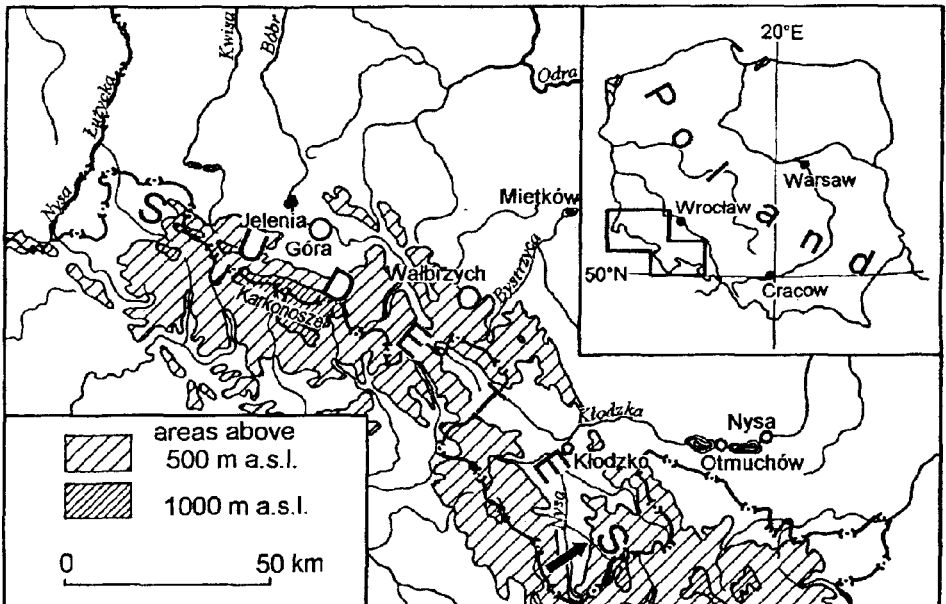 Nysa Łużycka
Kwisa
Bóbr
Odra
20°E
Poland
Warsaw
Wrocław
50°N
Cracow
SUDETES
Jelenia
Góra
Karkonosze
Wałbrzych
Mietków
Bystrzyca
Nysa
Kłodzka
Kłodzko
Nysa
Otmuchów
areas above
500 m a.s.l.
1000 m a.s.l.
0 50 km